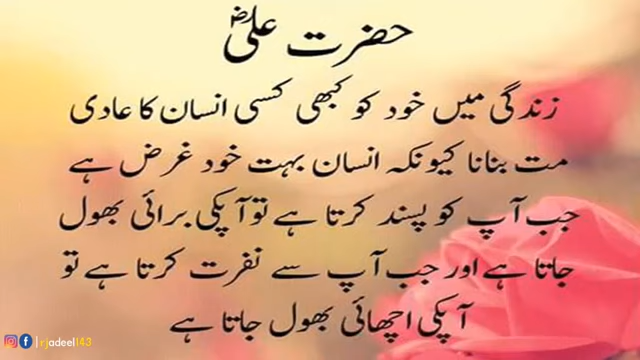 حضرت علیؓ
زندگی میں خود کو کبھی کسی انسان کا عادی
مت بنانا کیونکہ انسان بہت خود غرض ہے
جب آپ کو پسند کرتا ہے تو آپکی برائی بھول
جاتا ہے اور جب آپ سے نفرت کرتا ہے تو
آپکی اچھائی بھول جاتا ہے
rjadeel143